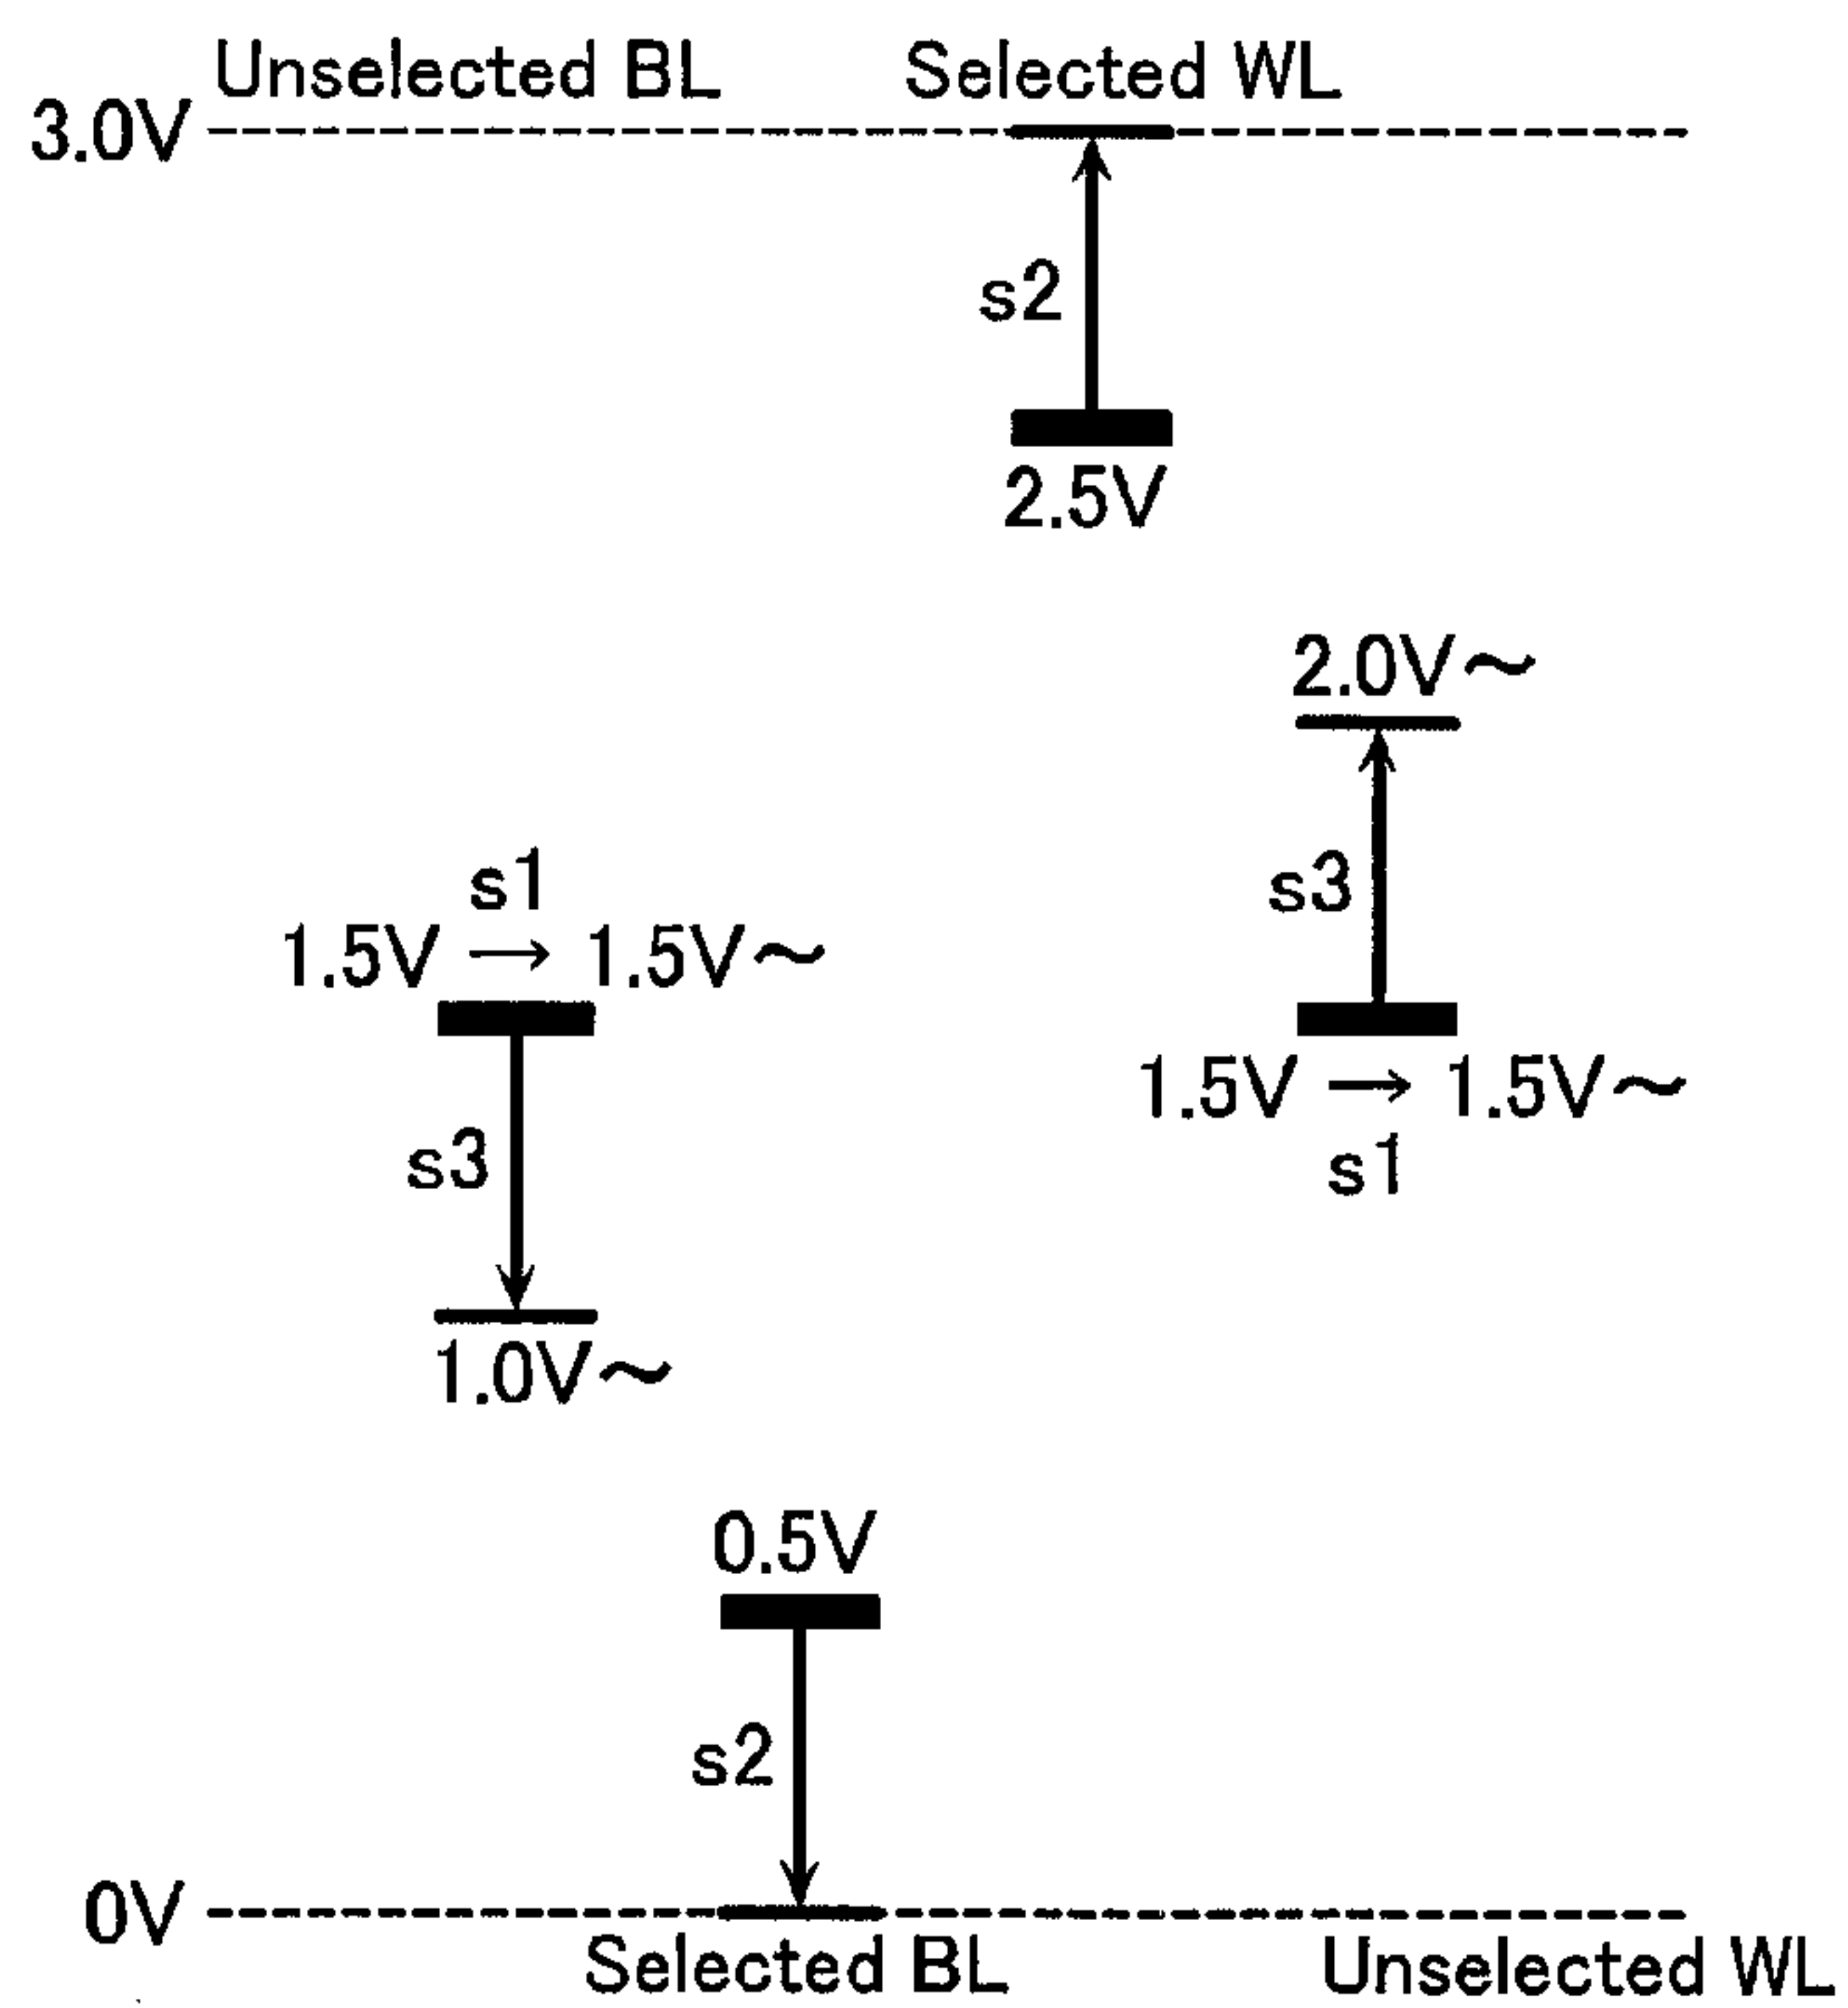 Unselected BL
Selected WL
3.0V
s2
2.5V
2.0V～
s3
s1
1.5V → 1.5V～
1.5V → 1.5V～
s1
s3
1.0V～
0.5V
s2
0V
Selected BL
Unselected WL